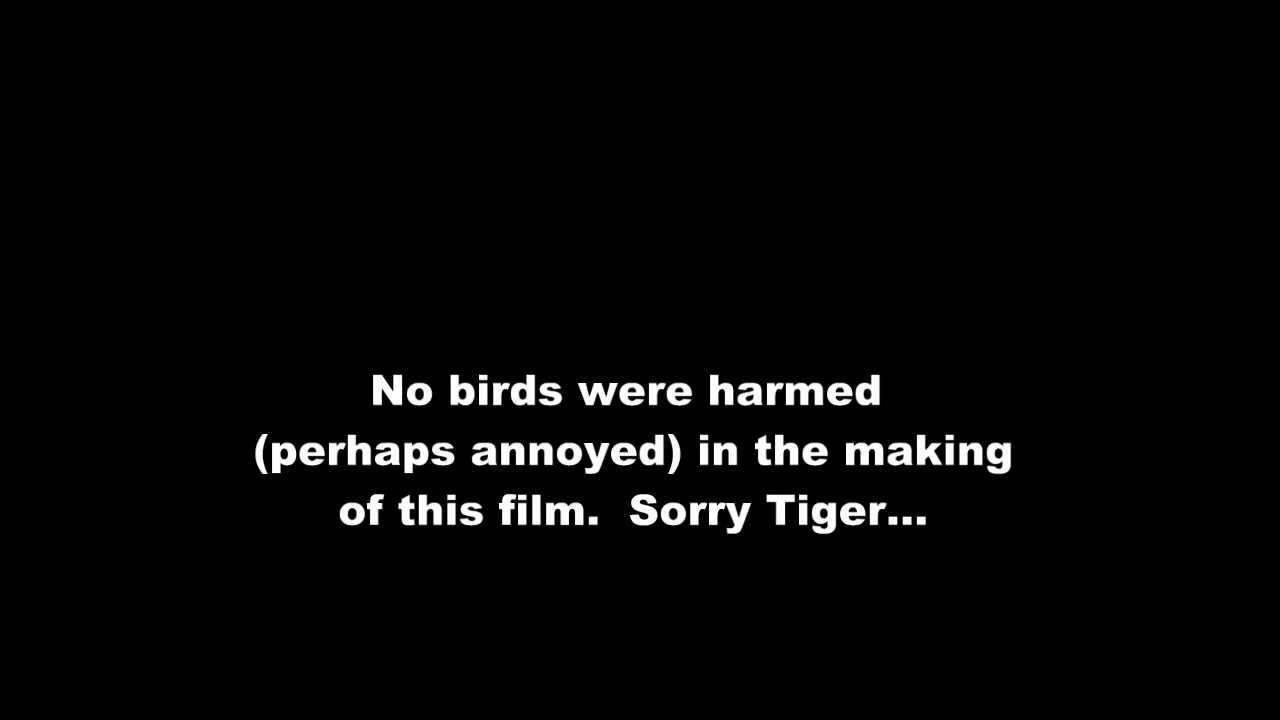 No birds were harmed
(perhaps annoyed) in the making
of this film.  Sorry Tiger...